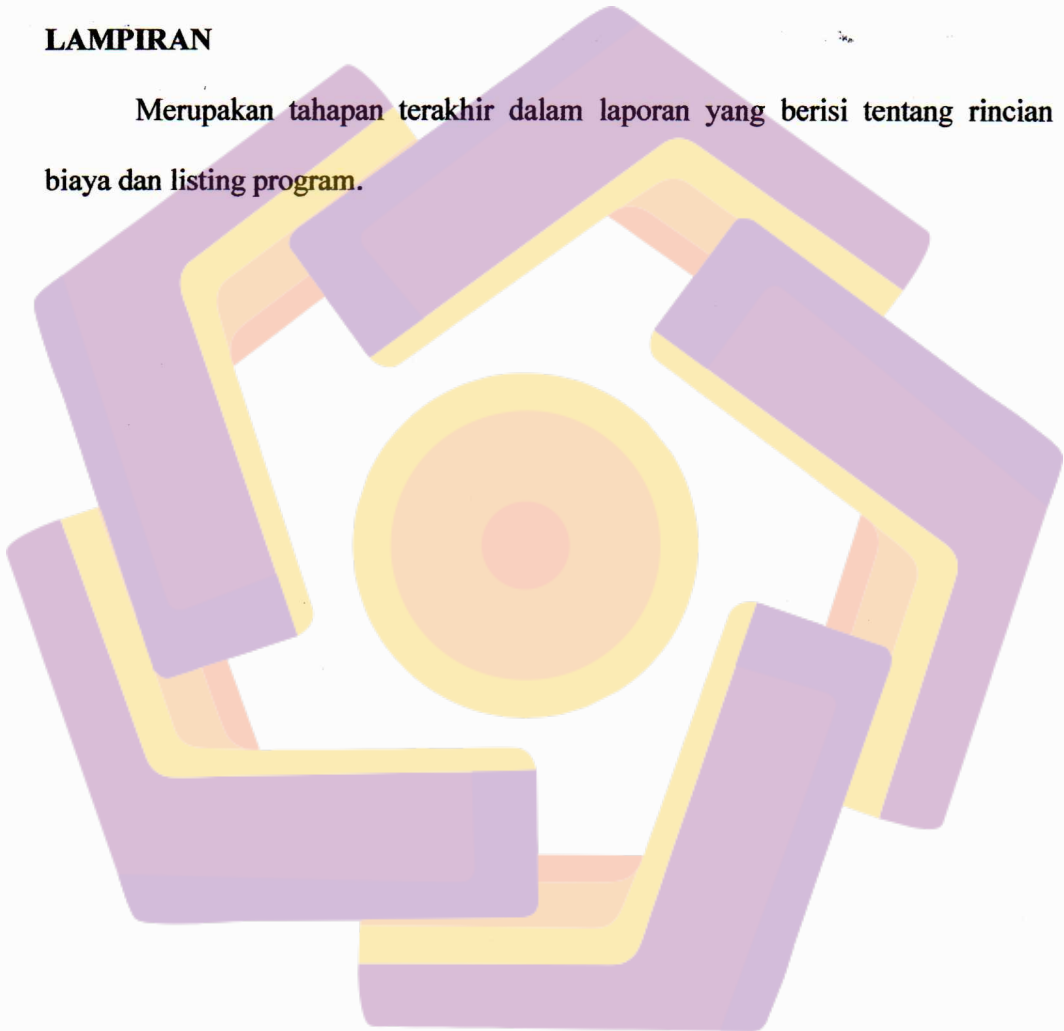 LAMPIRAN
Merupakan tahapan terakhir dalam laporan yang berisi tentang rincian
biaya dan listing program.